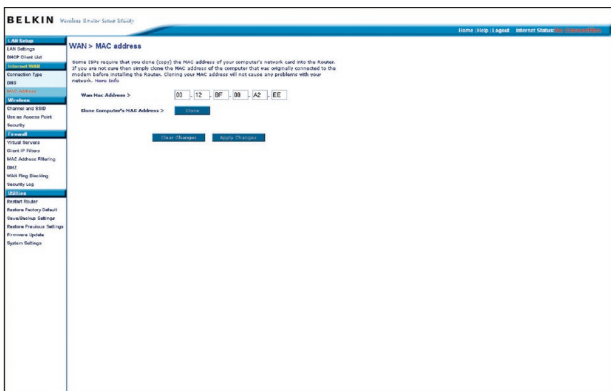 BELKIN Wireless Router Setup Utility
Home | Help | Logout Internet Status:
LAN Setup
LAN Settings
DHCP Client List
Internet WAN
Connection Type
DNS
MAC Address
Wireless
Channel and SSID
Use as Access Point
Security
Firewall
Virtual Servers
Client IP Filters
MAC Address Filtering
DMZ
WAN Ping Blocking
Security Log
Utilities
Restart Router
Restore Factory Default
Save/Backup Settings
Restore Previous Settings
Firmware Update
System Settings
WAN > MAC address
Some ISPs require that you clone (copy) the MAC address of your computer's network card into the Router.
If you are not sure then simply clone the MAC address of the computer that was originally connected to the
modem before installing the Router. Cloning your MAC address will not cause any problems with your
network. More Info
Wan Mac Address > 00 . 12 . BF . 08 . A2 . EE
Clone Computer's MAC Address > Clone
Clear Changes Apply Changes